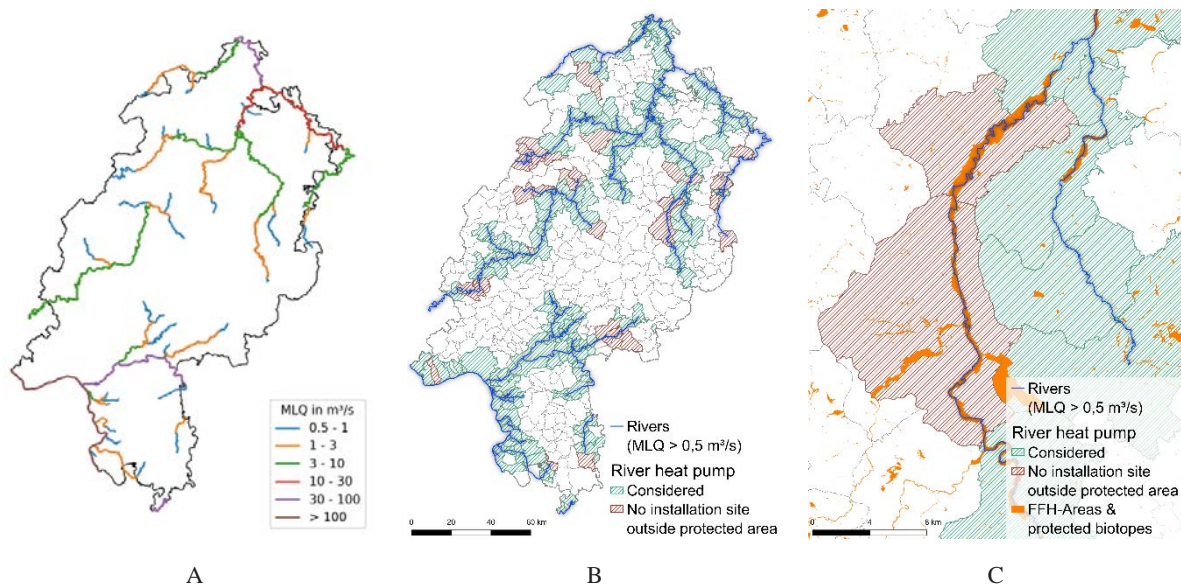 MLQ in m³/s
0.5 - 1
1 - 3
3 - 10
10 - 30
30 - 100
> 100
A
Rivers
(MLQ > 0,5 m³/s)
River heat pump
Considered
No installation site
outside protected area
0 20 40 60 km
B
Rivers
(MLQ > 0,5 m³/s)
River heat pump
Considered
No installation site
outside protected area
FFH-Areas &
protected biotopes
0 4 8 km
C